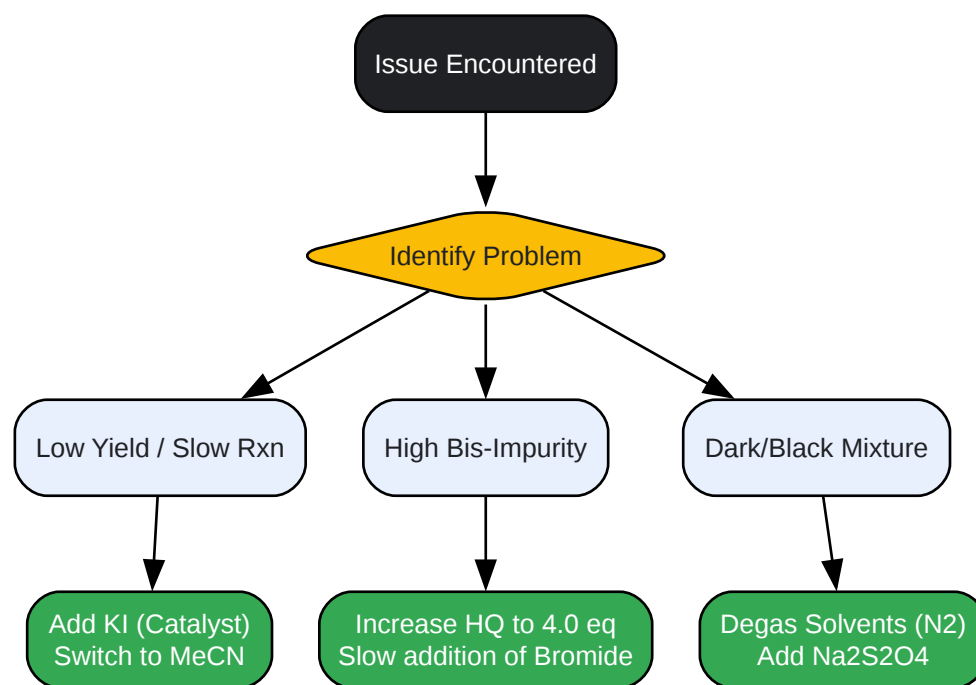 Issue Encountered
Identify Problem
Low Yield / Slow Rxn
High Bis-Impurity
Dark/Black Mixture
Add KI (Catalyst)
Switch to MeCN
Increase HQ to 4.0 eq
Slow addition of Bromide
Degas Solvents (N2)
Add Na2S2O4